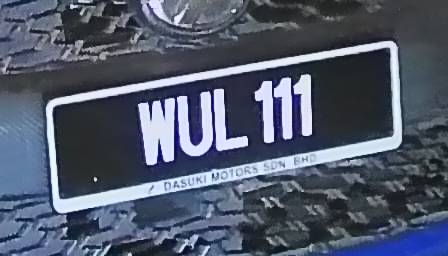 WUL 111
DASUKI MOTORS SDN. BHD